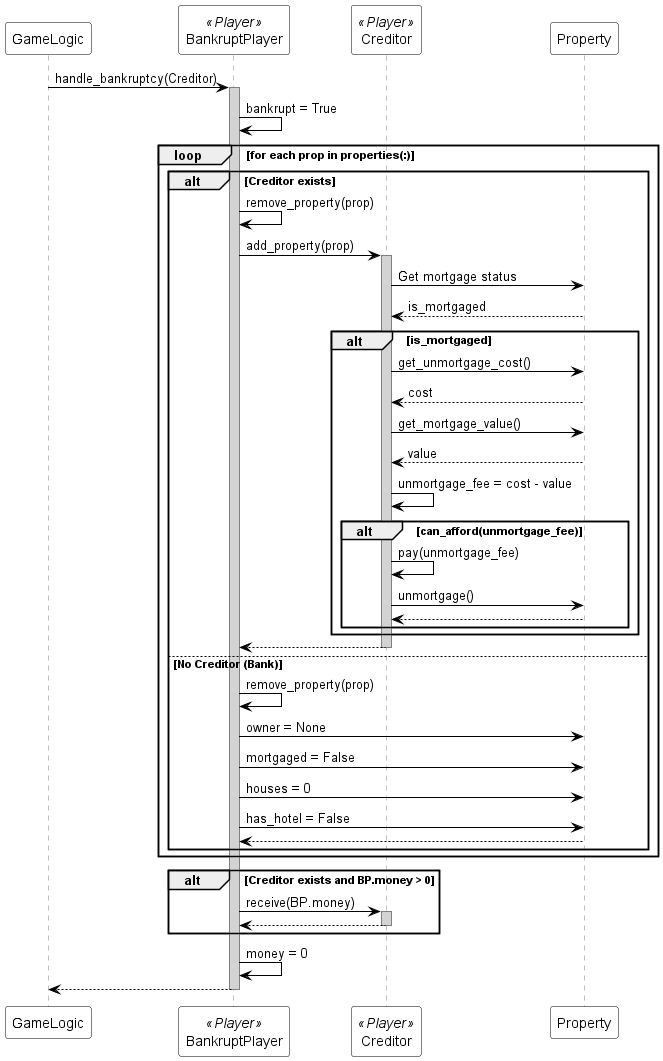 « Player» « Player»
GameLogic BankruptPlayer Creditor Property
handle_bankruptcy(Creditor)
bankrupt = True
loop [for each prop in properties(:)]
alt [Creditor exists]
remove_property(prop)
add_property(prop)
Get mortgage status
is_mortgaged
alt [is_mortgaged]
get_unmortgage_cost()
cost
get_mortgage_value()
value
unmortgage_fee = cost - value
alt [can_afford(unmortgage_fee)]
pay(unmortgage_fee)
unmortgage()
[No Creditor (Bank)]
remove_property(prop)
owner = None
mortgaged = False
houses = 0
has_hotel = False
alt [Creditor exists and BP.money > 0]
receive(BP.money)
money = 0
« Player» « Player»
GameLogic BankruptPlayer Creditor Property